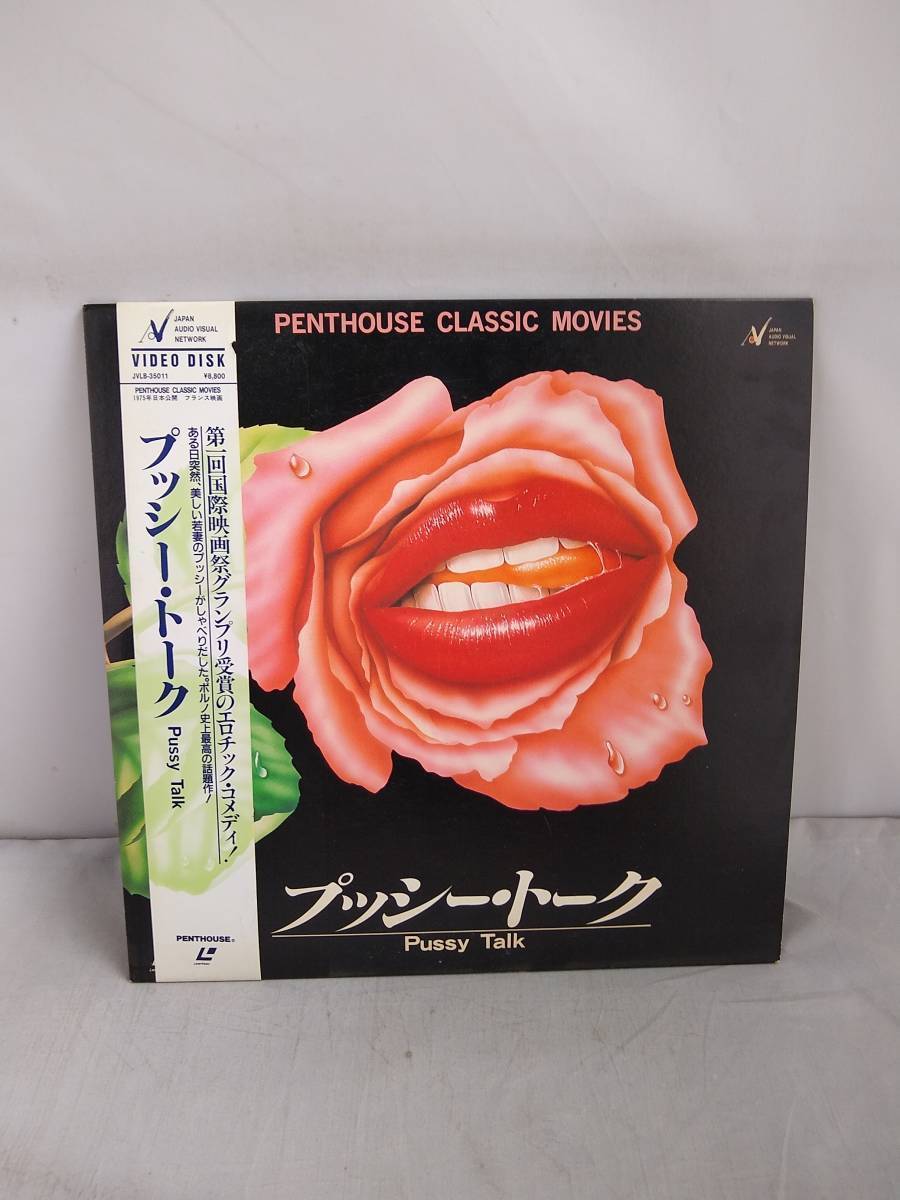 JAPAN
AUDIO VISUAL
NETWORK
VIDEO DISK
JVLB-35011 ¥8,800
PENTHOUSE CLASSIC MOVIES
1975年日本公開 フランス映画
第一回国際映画祭グランプリ受賞のエロチック・コメディ!
ある日突然、美しい若妻のプッシーがしゃべりだした。ポルノ史上最高の話題作!
プッシー・トーク
Pussy Talk
PENTHOUSE®
PENTHOUSE CLASSIC MOVIES
JAPAN
AUDIO VISUAL
NETWORK
プッシー・トーク
Pussy Talk